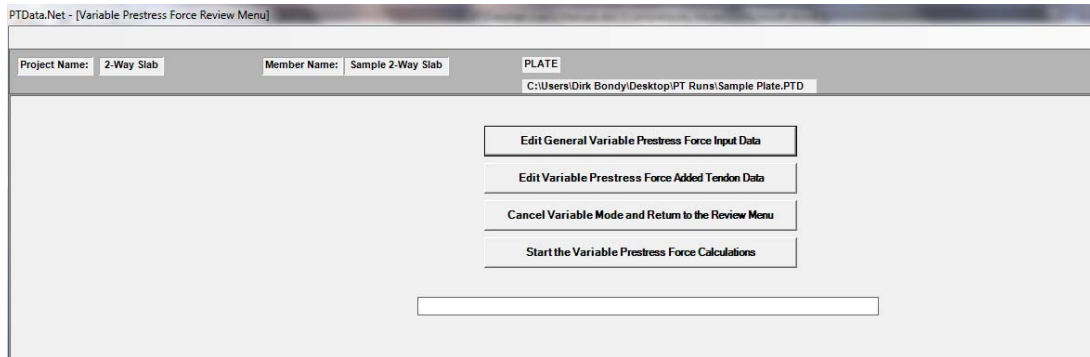 PTData.Net - [Variable Prestress Force Review Menu]
Project Name: 2-Way Slab Member Name: Sample 2-Way Slab PLATE
C:\Users\Dirk Bondy\Desktop\PT Runs\Sample Plate.PTD
Edit General Variable Prestress Force Input Data
Edit Variable Prestress Force Added Tendon Data
Cancel Variable Mode and Return to the Review Menu
Start the Variable Prestress Force Calculations